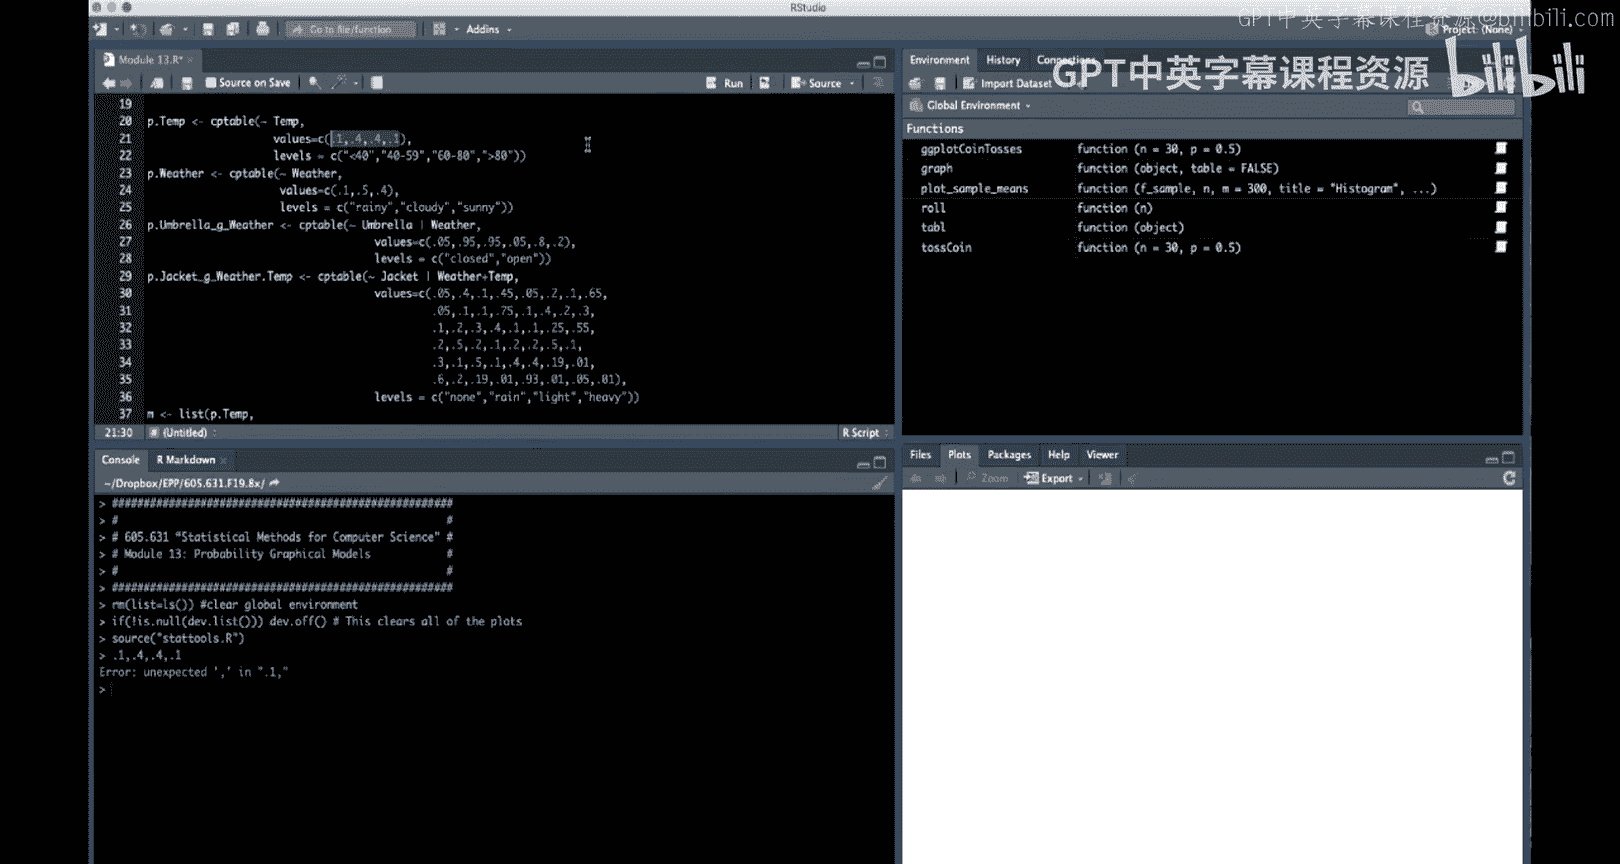 RStudio
GPT中英字幕课程资源@bilibili.com
Go to file/function
Addins
Project: (None)
Module 13.R*
Source on Save
Run
Source
19
20 p.Temp <- cptable(~ Temp,
21 values=c(.1,.4,.4,.1),
22 levels = c("<40","40-59","60-80",">80"))
23 p.Weather <- cptable(~ Weather,
24 values=c(.1,.5,.4),
25 levels = c("rainy","cloudy","sunny"))
26 p.Umbrella_g_Weather <- cptable(~ Umbrella | Weather,
27 values=c(.05,.95,.95,.05,.8,.2),
28 levels = c("closed","open"))
29 p.Jacket_g_Weather.Temp <- cptable(~ Jacket | Weather+Temp,
30 values=c(.05,.4,.1,.45,.05,.2,.1,.65,
31 .05,.1,.1,.75,.1,.4,.2,.3,
32 .1,.2,.3,.4,.1,.1,.25,.55,
33 .2,.5,.2,.1,.2,.2,.5,.1,
34 .3,.1,.5,.1,.4,.4,.19,.01,
35 .6,.2,.19,.01,.93,.01,.05,.01),
36 levels = c("none","rain","light","heavy"))
37 m <- list(p.Temp,
21:30 (Untitled) R Script
Console R Markdown
~/Dropbox/EPP/605.631.F19.8x/
> ###################################################
> # #
> # 605.631 "Statistical Methods for Computer Science" #
> # Module 13: Probability Graphical Models #
> # #
> ###################################################
> rm(list=ls()) #clear global environment
> if(!is.null(dev.list())) dev.off() # This clears all of the plots
> source("stattools.R")
> .1,.4,.4,.1
Error: unexpected ',' in ".1,"
>
Environment History Connections
GPT中英字幕课程资源 bilibili
Import Dataset
Global Environment
Functions
ggplotCoinTosses function (n = 30, p = 0.5)
graph function (object, table = FALSE)
plot_sample_means function (f_sample, n, m = 300, title = "Histogram", ...)
roll function (n)
tabl function (object)
tossCoin function (n = 30, p = 0.5)
Files Plots Packages Help Viewer
Zoom Export